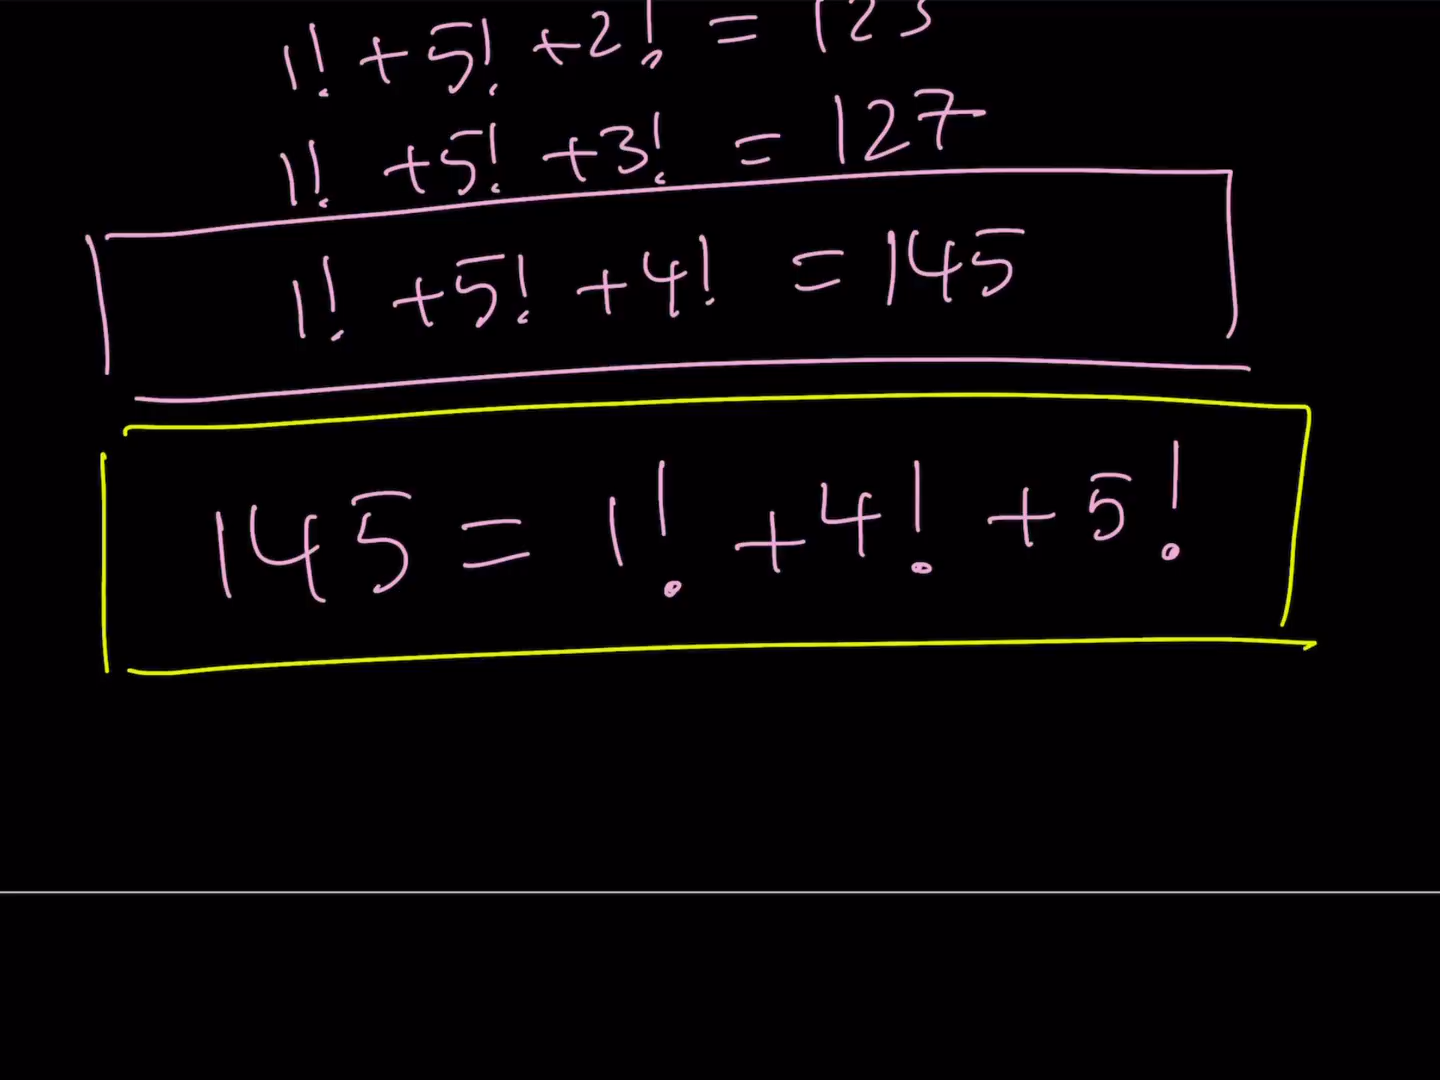 1! + 5! + 2! = 123
1! + 5! + 3! = 127
1! + 5! + 4! = 145
145 = 1! + 4! + 5!